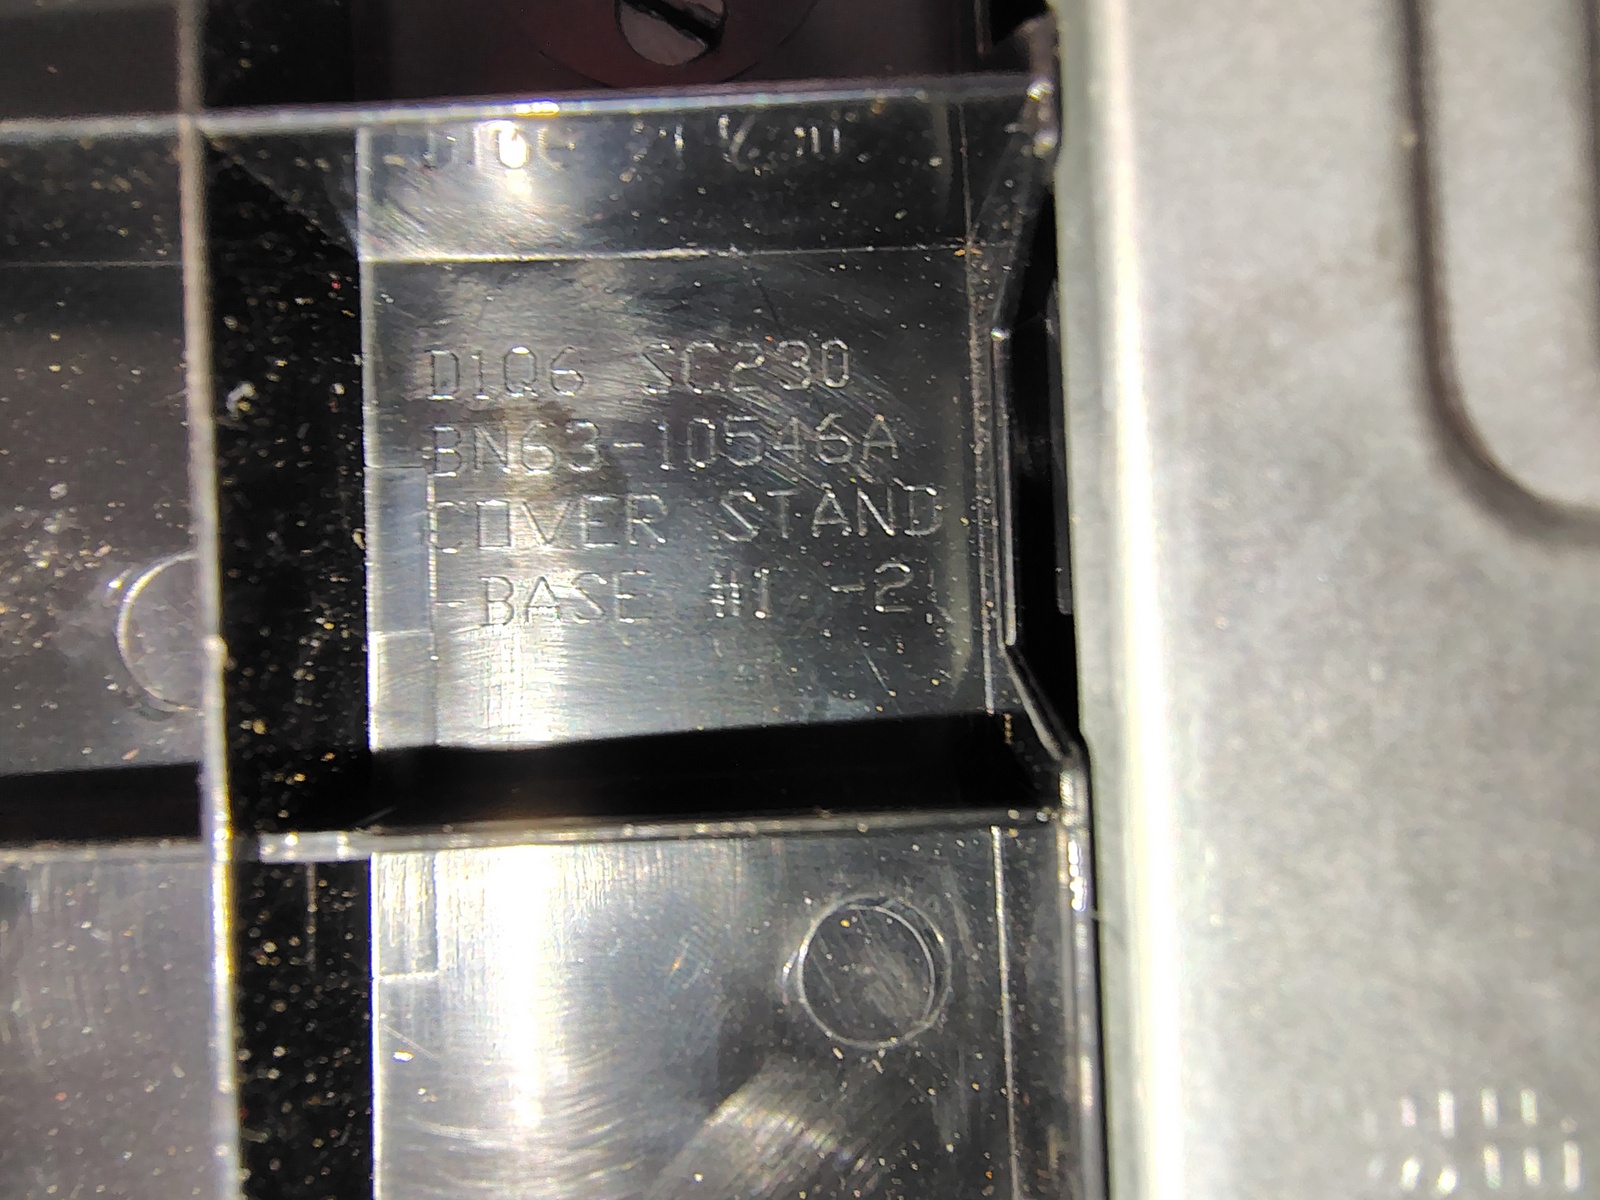 D1Q6 SC230
BN63-10546A
COVER STAND
-BASE #1 -2!